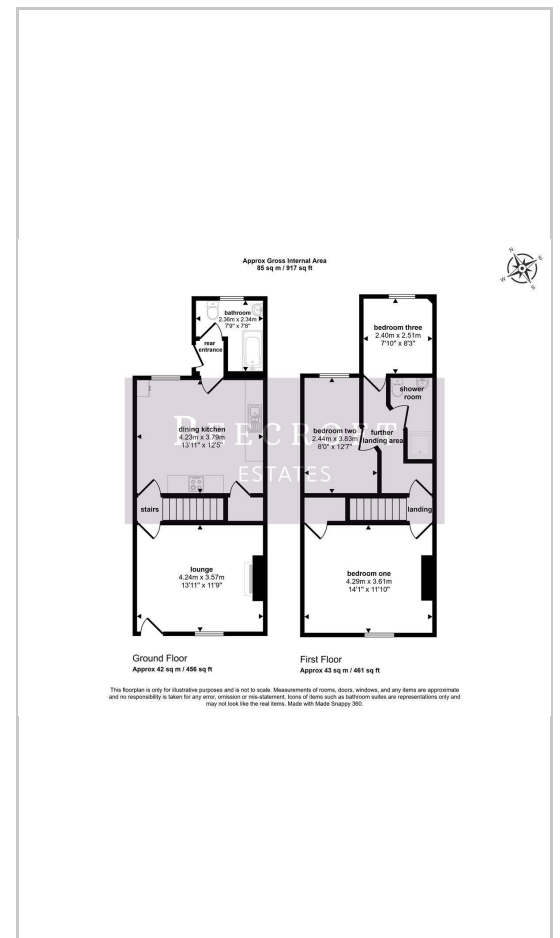 Approx Gross Internal Area
85 sq m / 917 sq ft
N
E
W
S
bathroom
2.36m x 2.34m
7'9" x 7'8"
rear
entrance
dining kitchen
4.23m x 3.79m
13'11" x 12'5"
stairs
lounge
4.24m x 3.57m
13'11" x 11'9"
bedroom three
2.40m x 2.51m
7'10" x 8'3"
shower
room
bedroom two
2.44m x 3.83m
8'0" x 12'7"
further
landing area
landing
bedroom one
4.29m x 3.61m
14'1" x 11'10"
ESTATES
Ground Floor
Approx 42 sq m / 456 sq ft
First Floor
Approx 43 sq m / 461 sq ft
This floorplan is only for illustrative purposes and is not to scale. Measurements of rooms, doors, windows, and any items are approximate
and no responsibility is taken for any error, omission or mis-statement. Icons of items such as bathroom suites are representations only and
may not look like the real items. Made with Made Snappy 360.